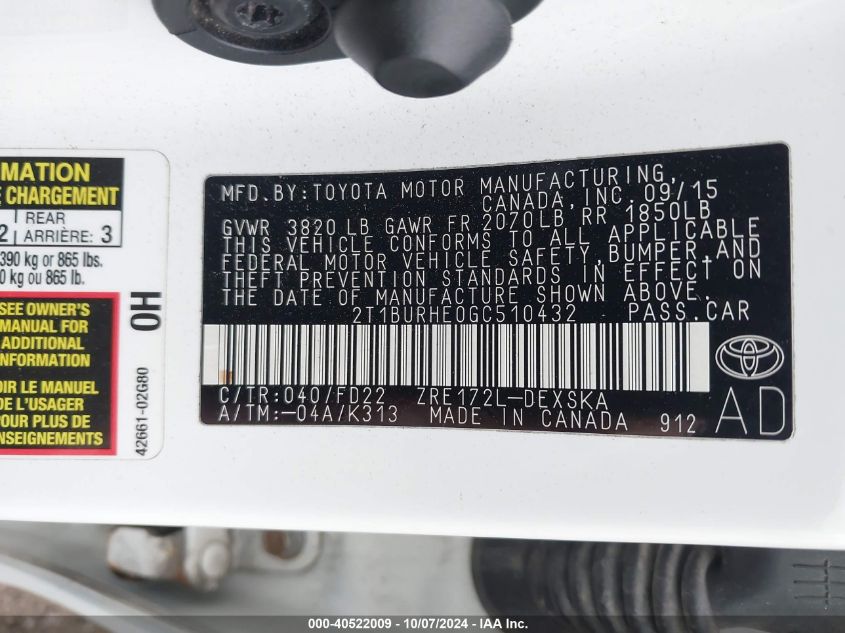 MATION
E CHARGEMENT
REAR
2 ARRIÈRE: 3
390 kg or 865 lbs.
0 kg ou 865 lb.
SEE OWNER'S
MANUAL FOR
ADDITIONAL
INFORMATION
VOIR LE MANUEL
DE L'USAGER
POUR PLUS DE
RENSEIGNEMENTS
OH
42661-02G80
MFD.BY:TOYOTA MOTOR MANUFACTURING,
CANADA, INC. 09/15
GVWR 3820 LB GAWR FR 2070LB, RR 1850LB
THIS VEHICLE CONFORMS TO ALL APPLICABLE
FEDERAL MOTOR VEHICLE SAFETY,BUMPER,AND
THEFT PREVENTION STANDARDS IN EFFECT ON
THE DATE OF MANUFACTURE SHOWN ABOVE.
2T1BURHE0GC510432 PASS.CAR
C/TR:040/FD22 ZRE172L-DEXSKA
A/TM:-04A/K313 MADE IN CANADA 912
AD
000-40522009 - 10/07/2024 - IAA Inc.